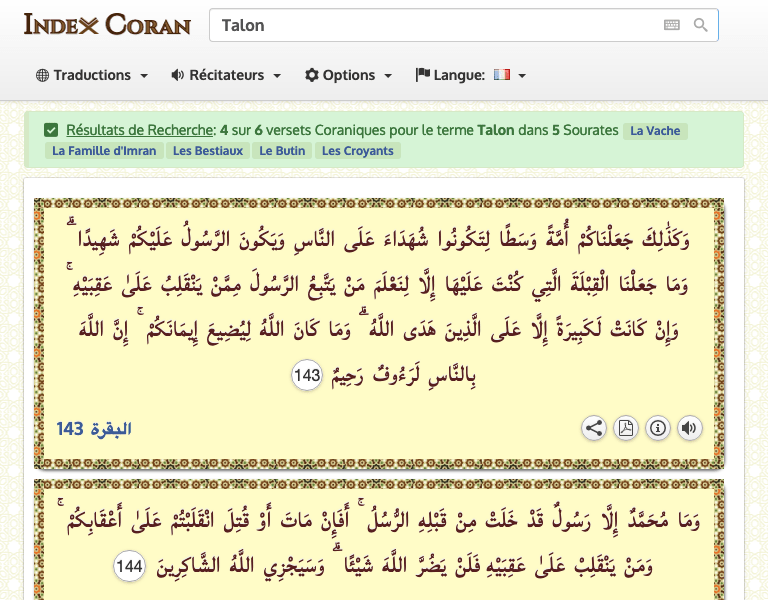 INDEX CORAN
Talon
Traductions
Récitateurs
Options
Langue:
Résultats de Recherche: 4 sur 6 versets Coraniques pour le terme Talon dans 5 Sourates La Vache
La Famille d'Imran Les Bestiaux Le Butin Les Croyants
وَكَذَٰلِكَ جَعَلْنَاكُمْ أُمَّةً وَسَطًا لِتَكُونُوا شُهَدَاءَ عَلَى النَّاسِ وَيَكُونَ الرَّسُولُ عَلَيْكُمْ شَهِيدًا ۗ
وَمَا جَعَلْنَا الْقِبْلَةَ الَّتِي كُنْتَ عَلَيْهَا إِلَّا لِنَعْلَمَ مَنْ يَتَّبِعُ الرَّسُولَ مِمَّنْ يَنْقَلِبُ عَلَىٰ عَقِبَيْهِ ۚ
وَإِنْ كَانَتْ لَكَبِيرَةً إِلَّا عَلَى الَّذِينَ هَدَى اللَّهُ ۗ وَمَا كَانَ اللَّهُ لِيُضِيعَ إِيمَانَكُمْ ۚ إِنَّ اللَّهَ
بِالنَّاسِ لَرَءُوفٌ رَحِيمٌ 143
البقرة 143
وَمَا مُحَمَّدٌ إِلَّا رَسُولٌ قَدْ خَلَتْ مِنْ قَبْلِهِ الرُّسُلُ ۚ أَفَإِنْ مَاتَ أَوْ قُتِلَ انْقَلَبْتُمْ عَلَىٰ أَعْقَابِكُمْ ۚ
وَمَنْ يَنْقَلِبْ عَلَىٰ عَقِبَيْهِ فَلَنْ يَضُرَّ اللَّهَ شَيْئًا ۗ وَسَيَجْزِي اللَّهُ الشَّاكِرِينَ 144